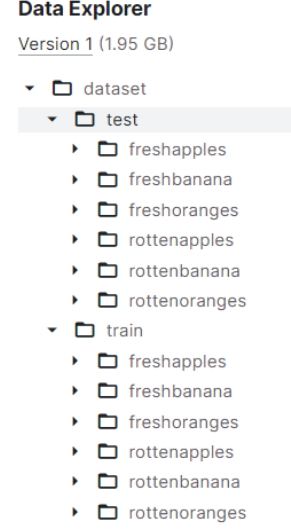 Data Explorer
Version 1 (1.95 GB)
dataset
test
freshapples
freshbanana
freshoranges
rottenapples
rottenbanana
rottenoranges
train
freshapples
freshbanana
freshoranges
rottenapples
rottenbanana
rottenoranges